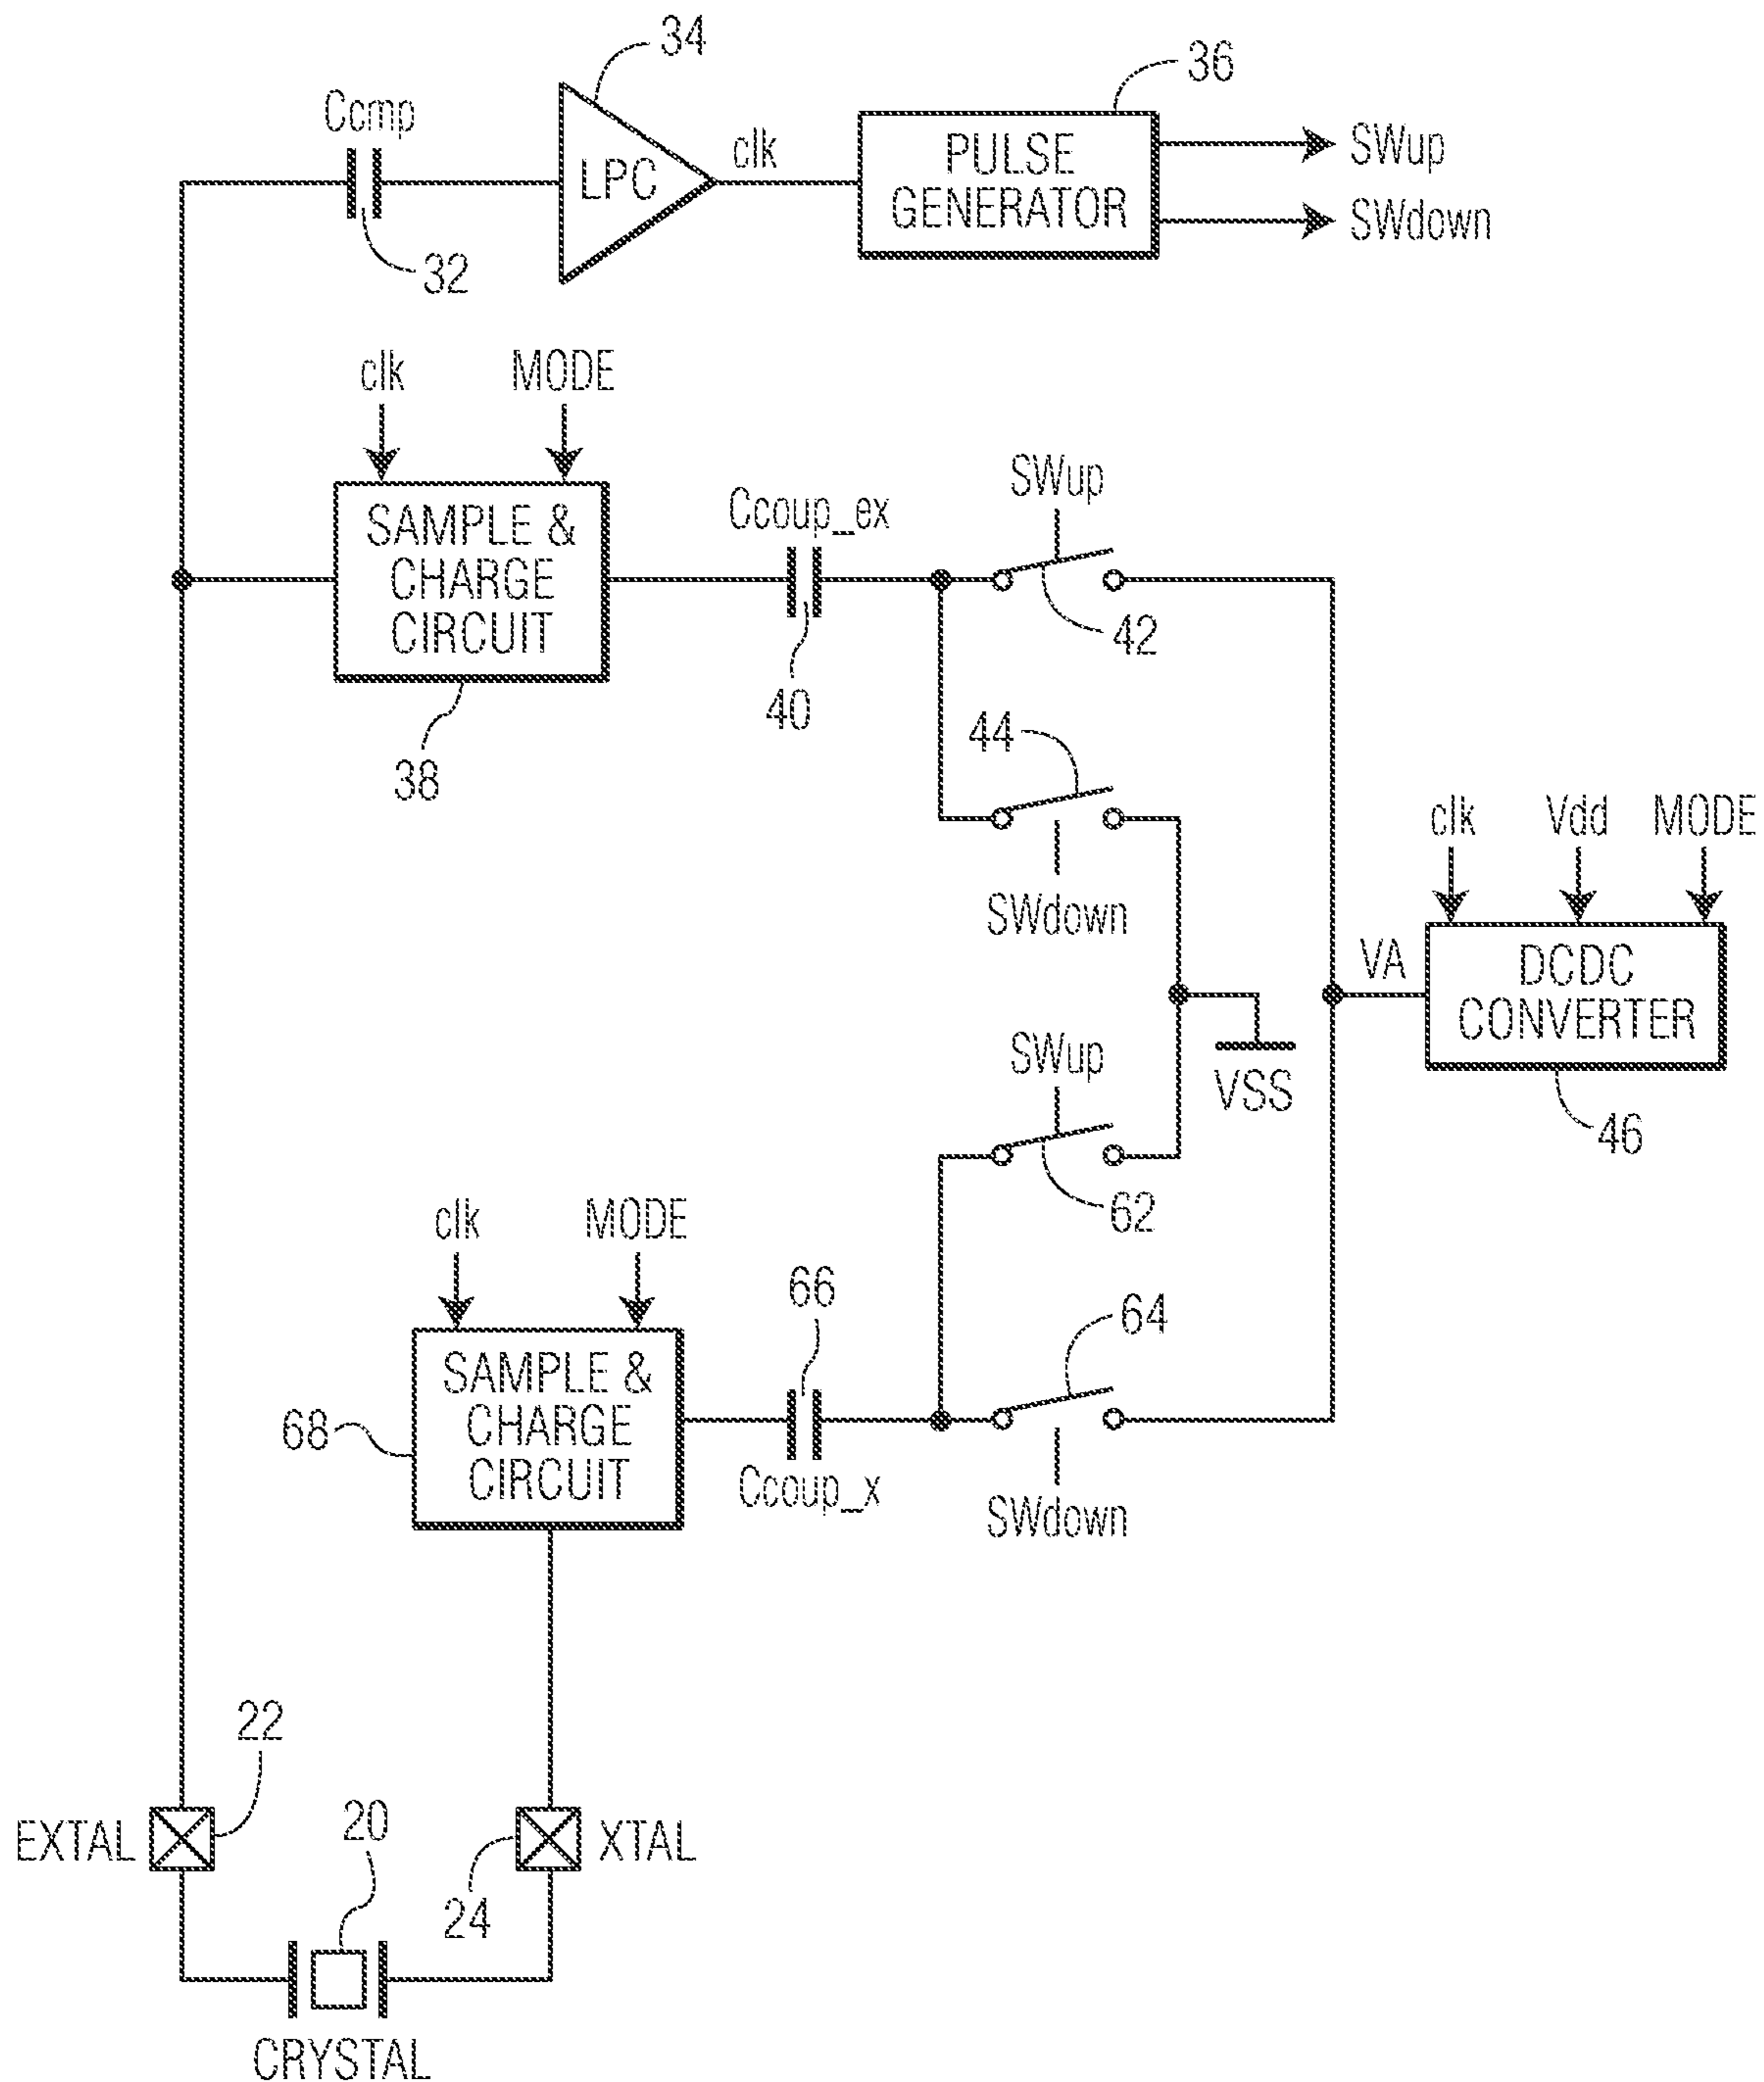 34
36
Ccmp
LPC
clk
PULSE
GENERATOR
SWup
SWdown
32
clk
MODE
SAMPLE &
CHARGE
CIRCUIT
38
Ccoup_ex
40
SWup
42
44
SWdown
clk
Vdd
MODE
VA
DCDC
CONVERTER
46
VSS
SWup
62
clk
MODE
SAMPLE &
CHARGE
CIRCUIT
68
66
Ccoup_x
64
SWdown
22
EXTAL
20
24
XTAL
CRYSTAL